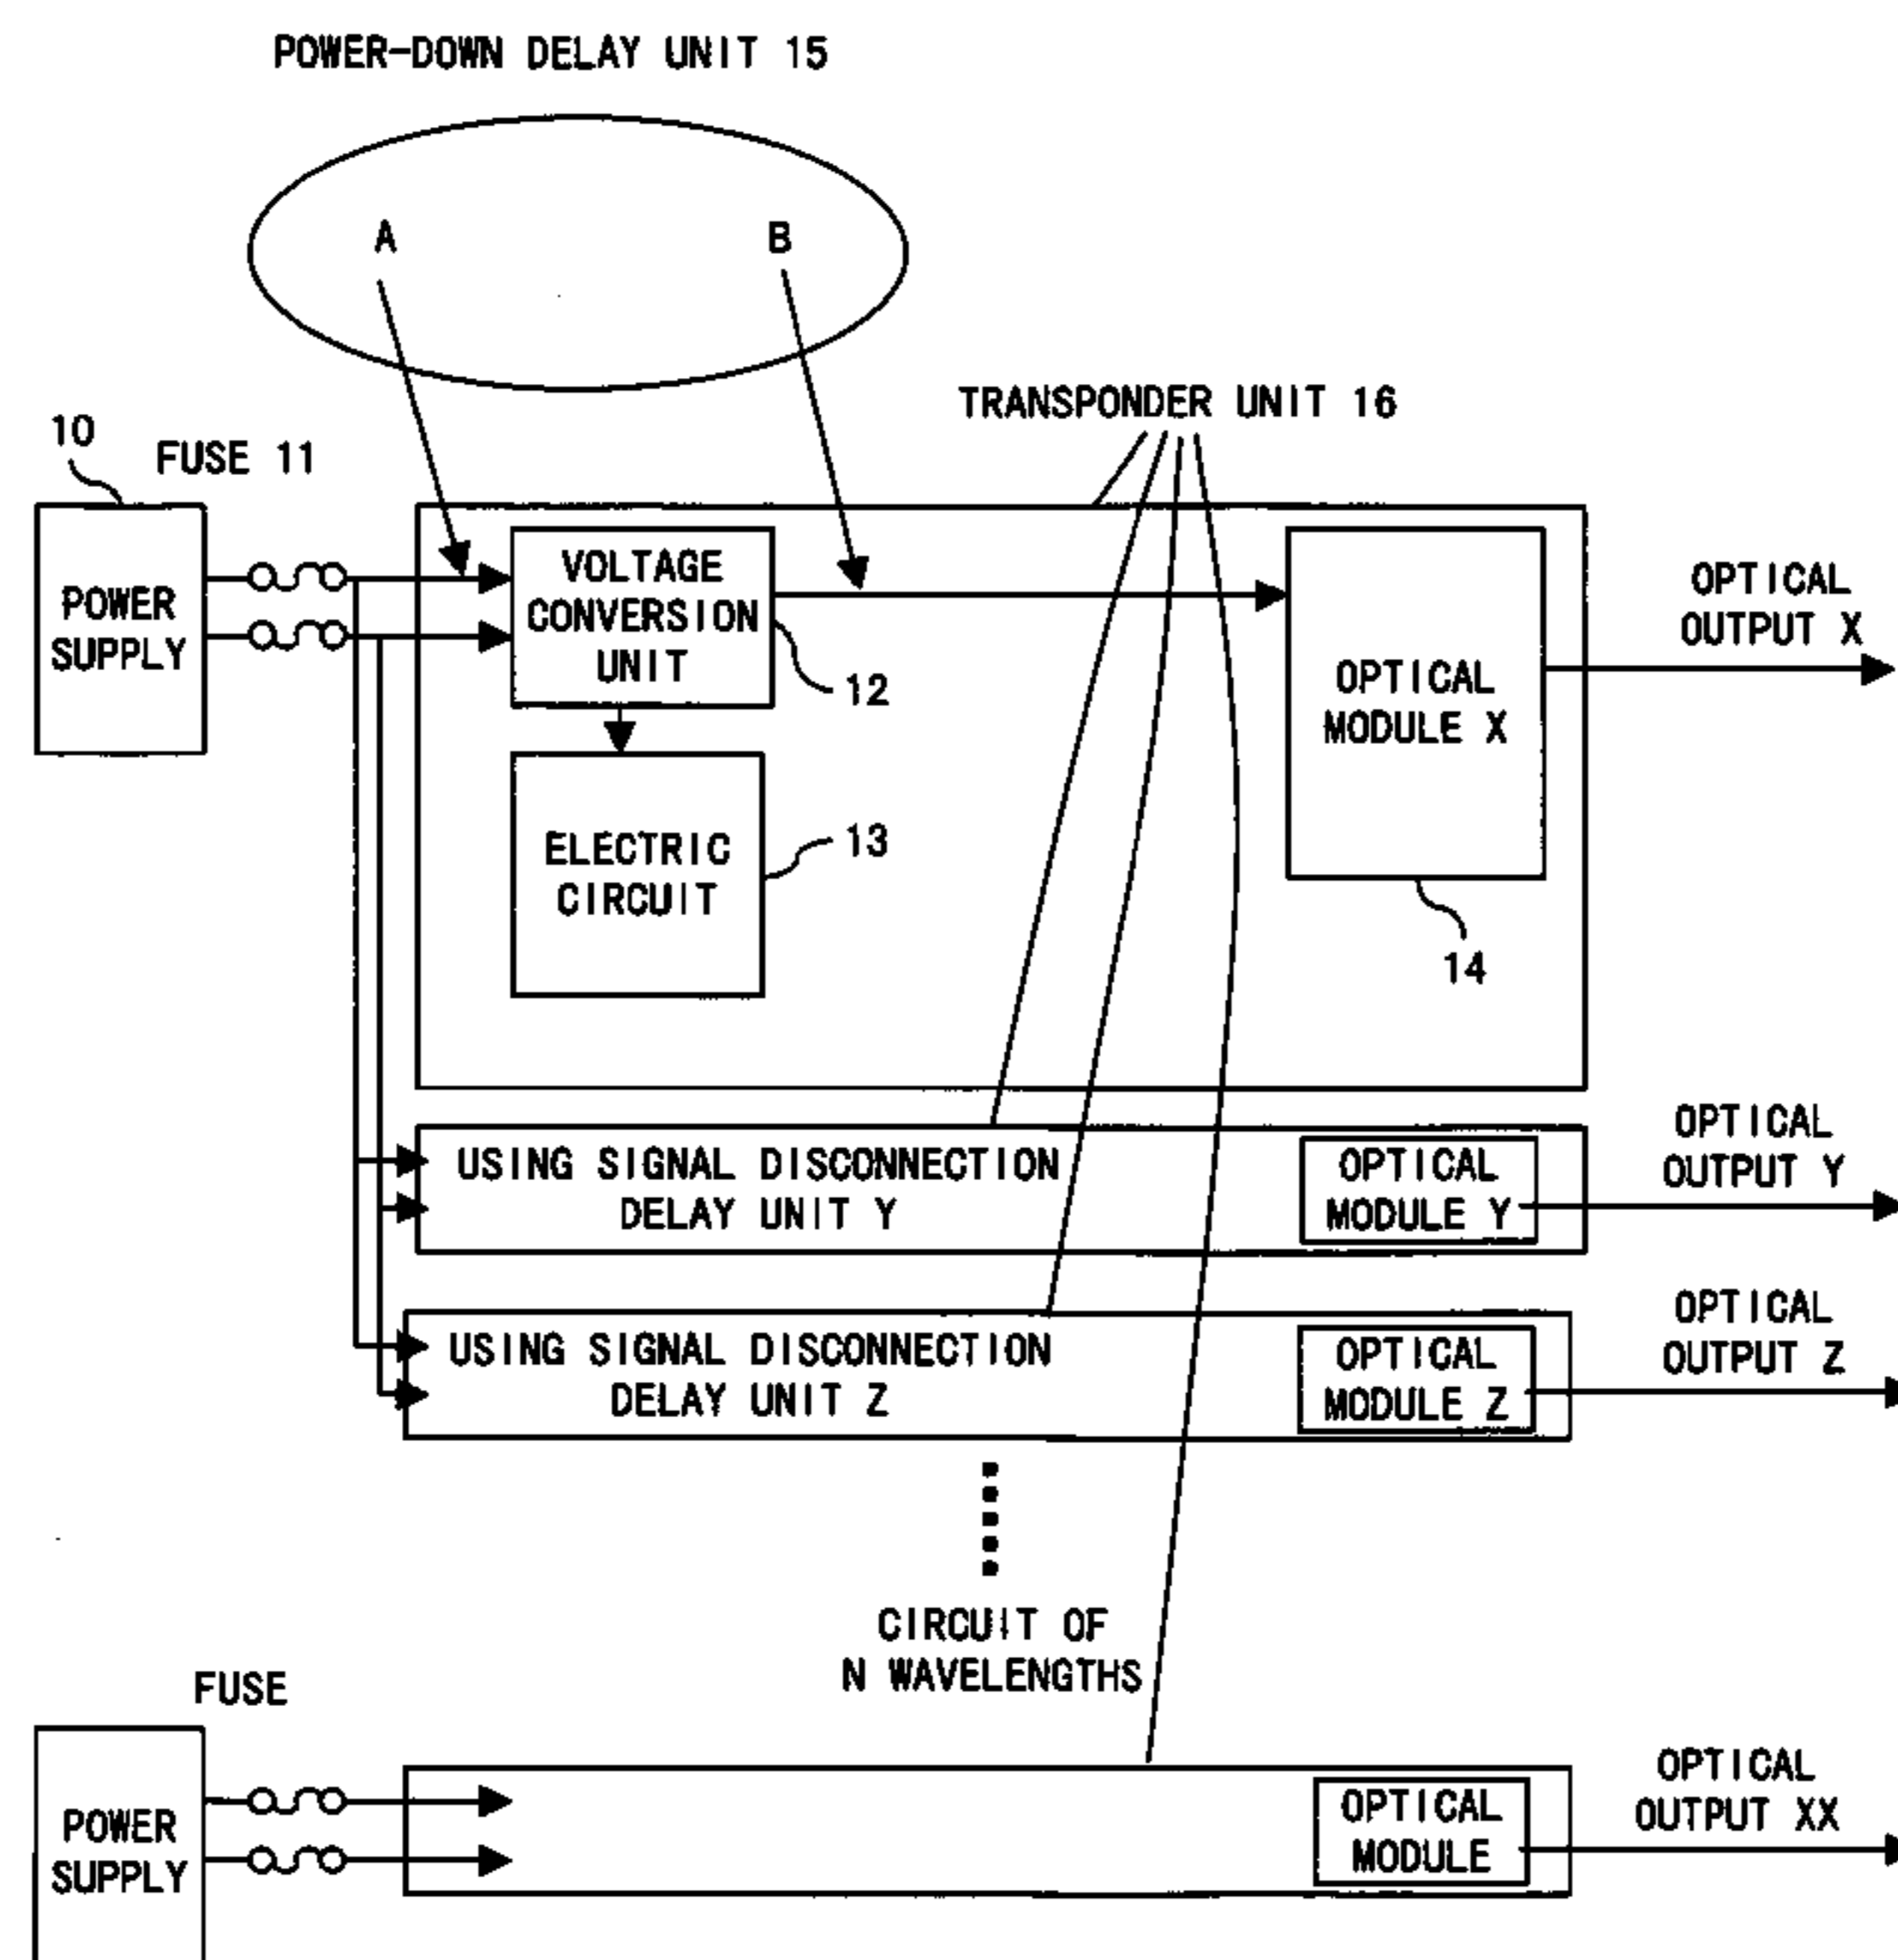 POWER-DOWN DELAY UNIT 15
A
B
TRANSPONDER UNIT 16
10
FUSE 11
POWER
SUPPLY
VOLTAGE
CONVERSION
UNIT
12
ELECTRIC
CIRCUIT
13
OPTICAL
MODULE X
14
OPTICAL
OUTPUT X
USING SIGNAL DISCONNECTION
DELAY UNIT Y
OPTICAL
MODULE Y
OPTICAL
OUTPUT Y
USING SIGNAL DISCONNECTION
DELAY UNIT Z
OPTICAL
MODULE Z
OPTICAL
OUTPUT Z
CIRCUIT OF
N WAVELENGTHS
FUSE
POWER
SUPPLY
OPTICAL
MODULE
OPTICAL
OUTPUT XX